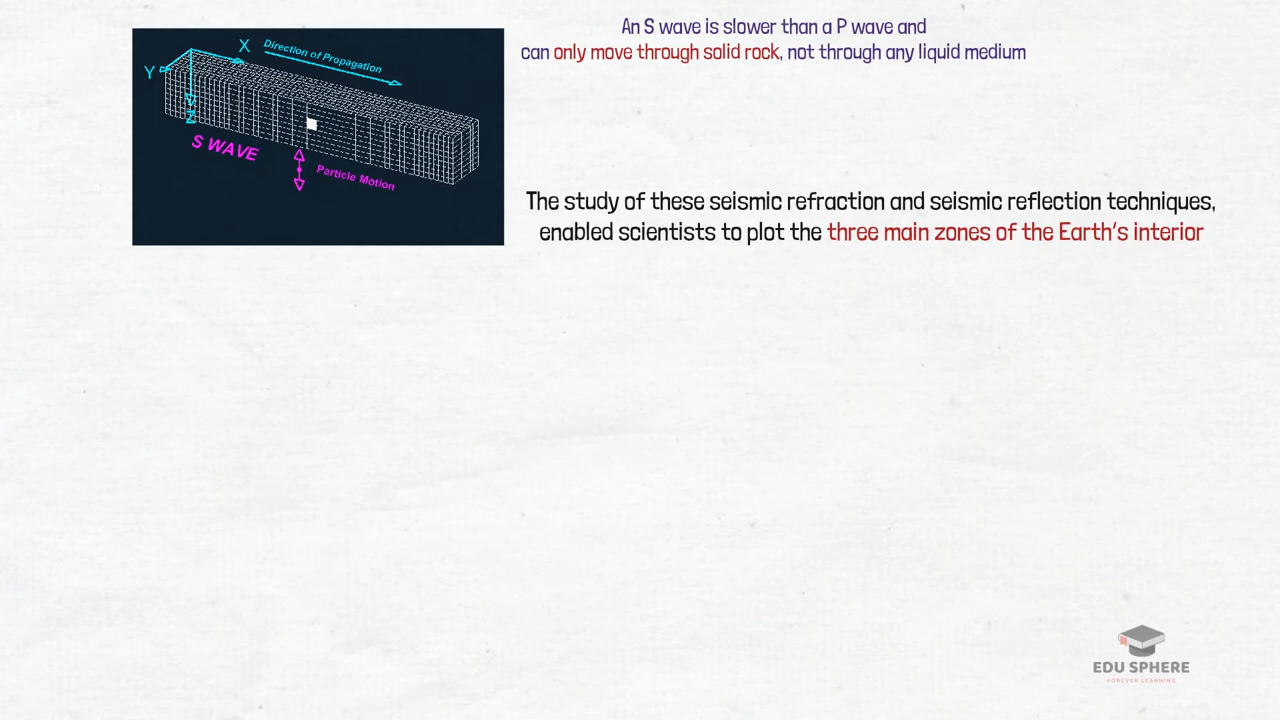 An S wave is slower than a P wave and
can only move through solid rock, not through any liquid medium
X
Direction of Propagation
Y
Z
S WAVE
Particle Motion
The study of these seismic refraction and seismic reflection techniques,
enabled scientists to plot the three main zones of the Earth's interior
EDU SPHERE
FOREVER LEARNING